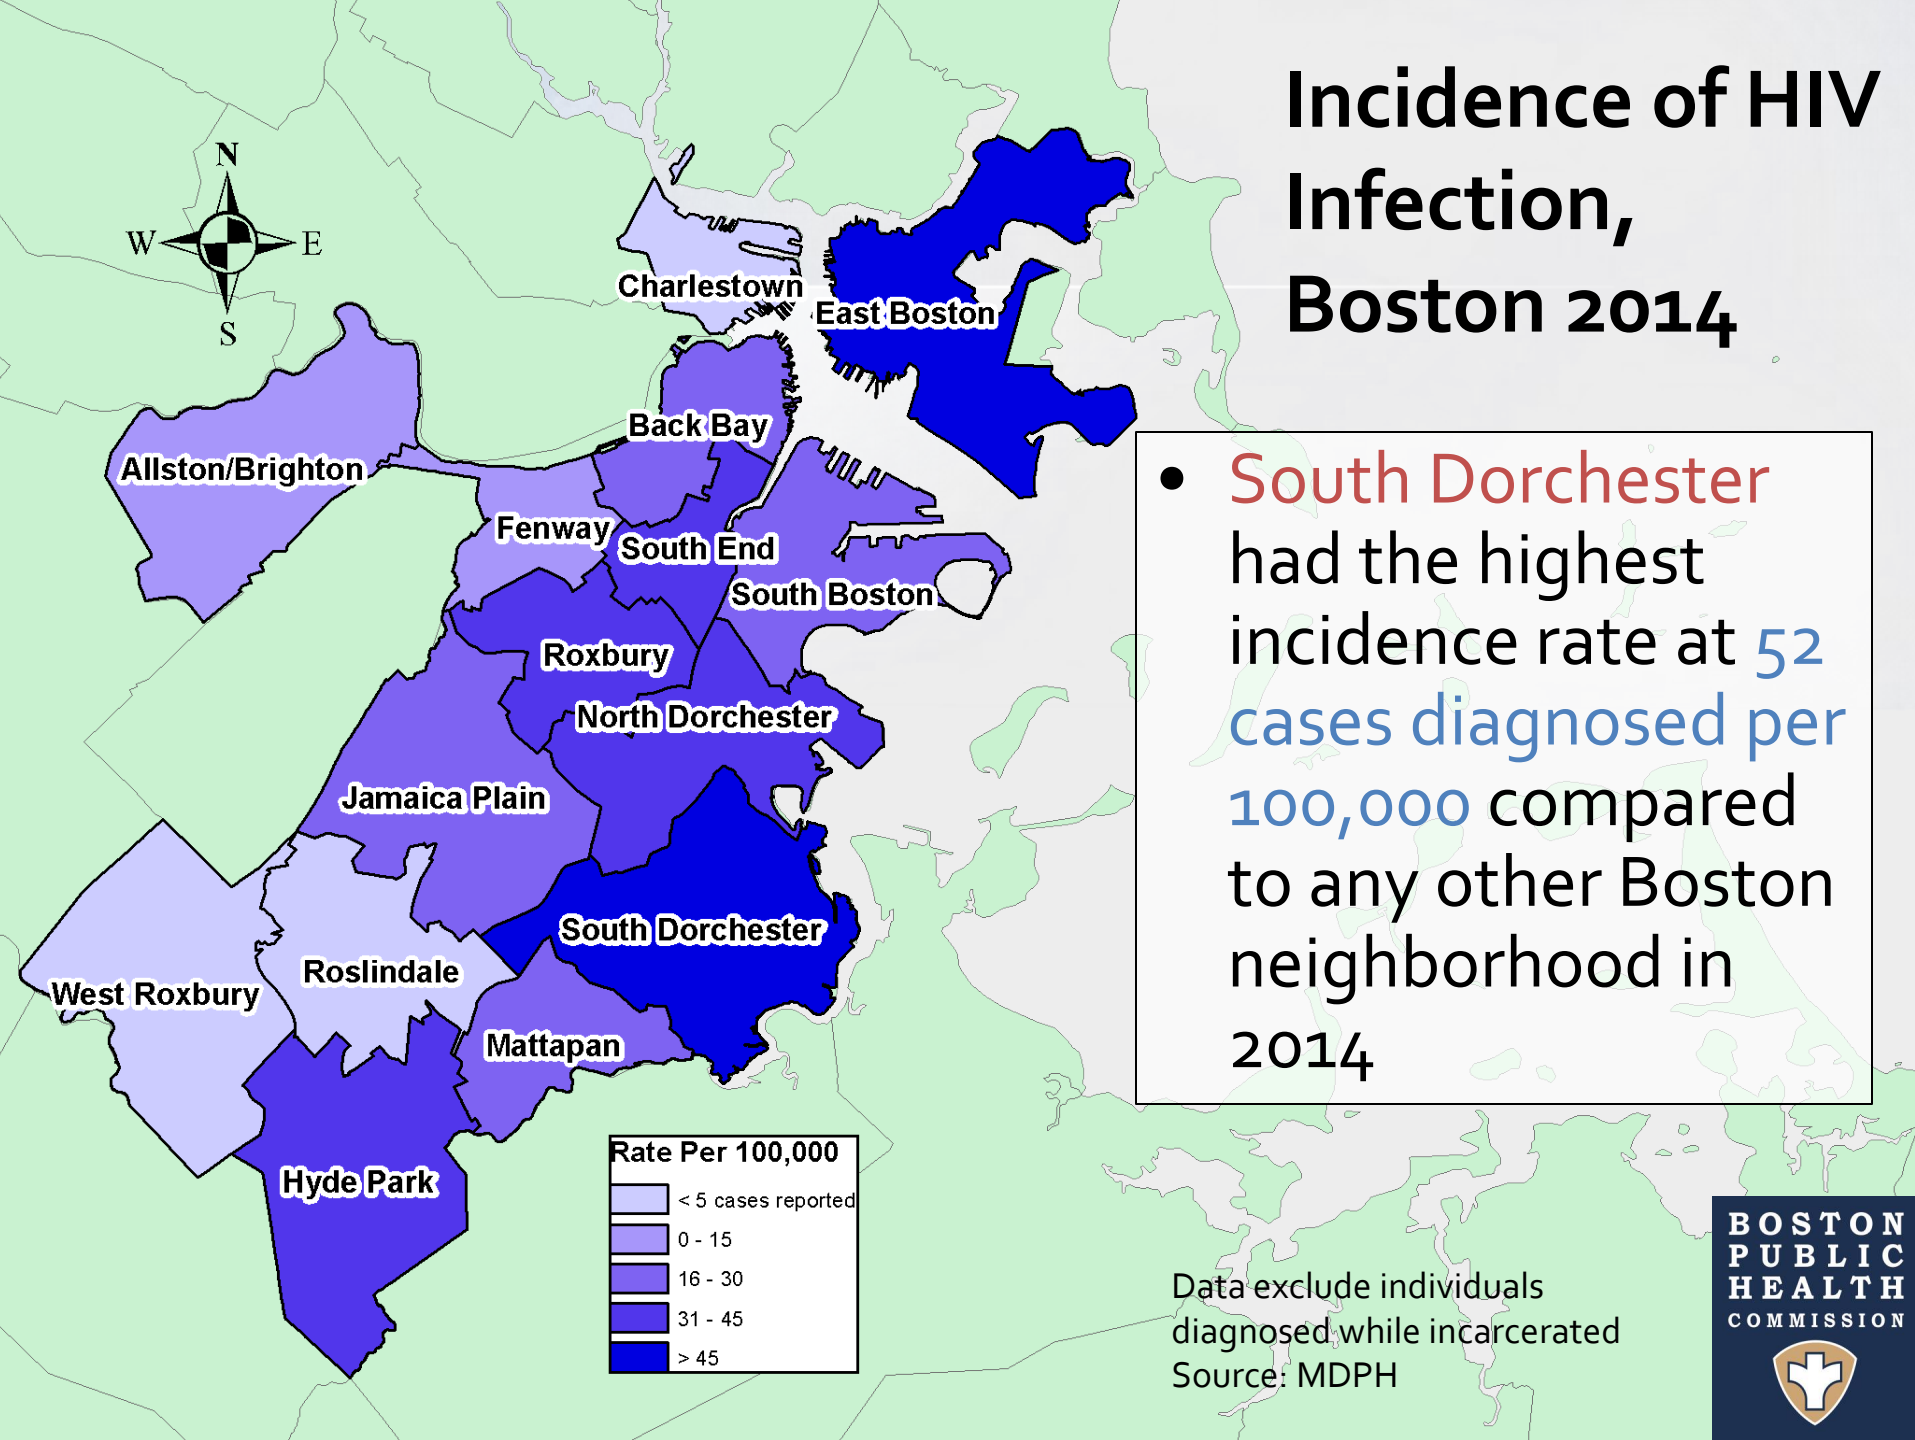 Incidence of HIV
Infection,
Boston 2014
N
W
E
S
Charlestown
East Boston
Back Bay
Allston/Brighton
Fenway
South End
South Boston
Roxbury
North Dorchester
Jamaica Plain
South Dorchester
Roslindale
West Roxbury
Mattapan
Hyde Park
Rate Per 100,000
< 5 cases reported
0 - 15
16 - 30
31 - 45
> 45
• South Dorchester
had the highest
incidence rate at 52
cases diagnosed per
100,000 compared
to any other Boston
neighborhood in
2014
Data exclude individuals
diagnosed while incarcerated
Source: MDPH
BOSTON
PUBLIC
HEALTH
COMMISSION